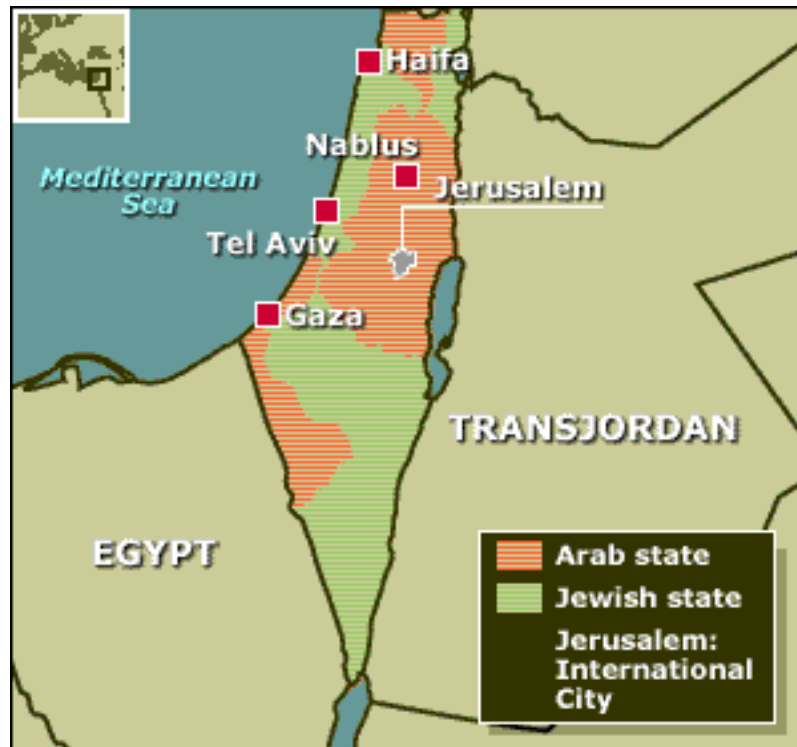 Haifa
Nablus
Mediterranean
Sea
Jerusalem
Tel Aviv
Gaza
TRANSJORDAN
EGYPT
Arab state
Jewish state
Jerusalem:
International
City